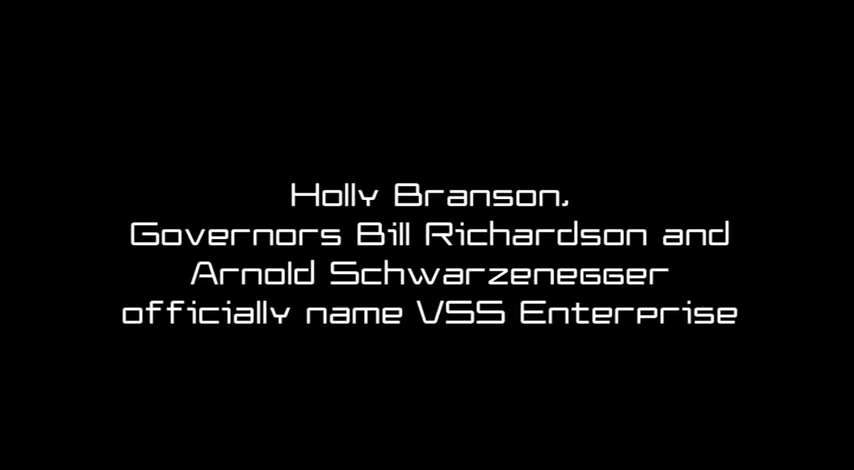 Holly Branson,
Governors Bill Richardson and
Arnold Schwarzenegger
officially name VSS Enterprise